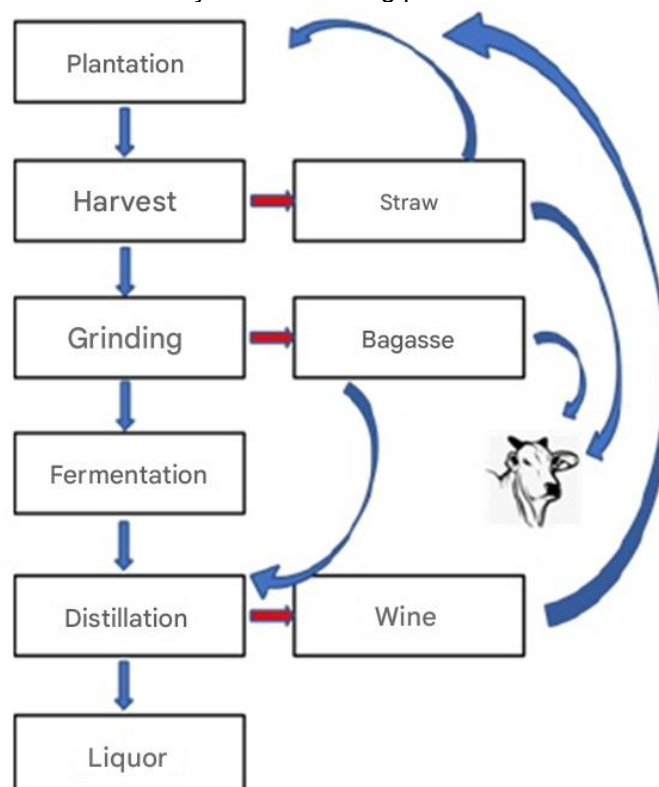 Plantation
Harvest
Straw
Grinding
Bagasse
Fermentation
Distillation
Wine
Liquor